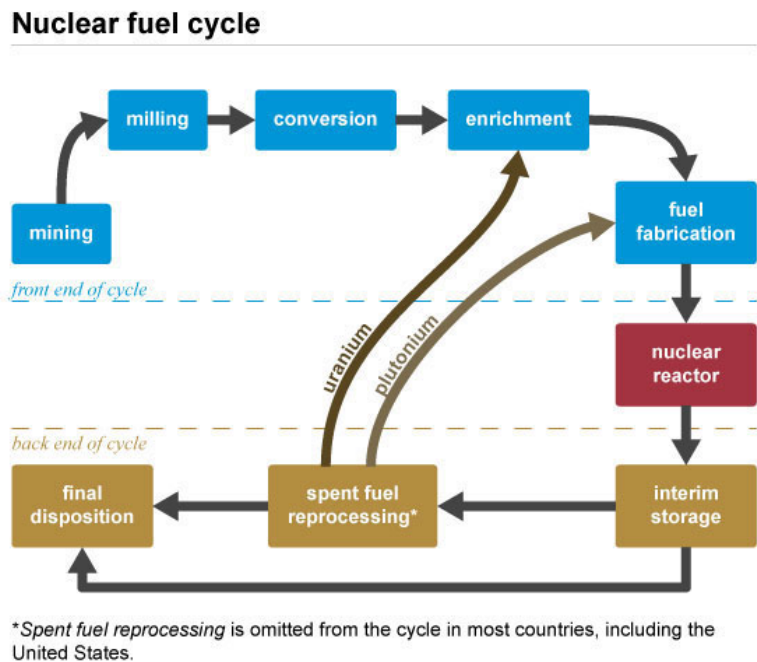 Nuclear fuel cycle
milling
conversion
enrichment
mining
fuel
fabrication
front end of cycle
uranium
plutonium
nuclear
reactor
back end of cycle
final
disposition
spent fuel
reprocessing*
interim
storage
*Spent fuel reprocessing is omitted from the cycle in most countries, including the
United States.